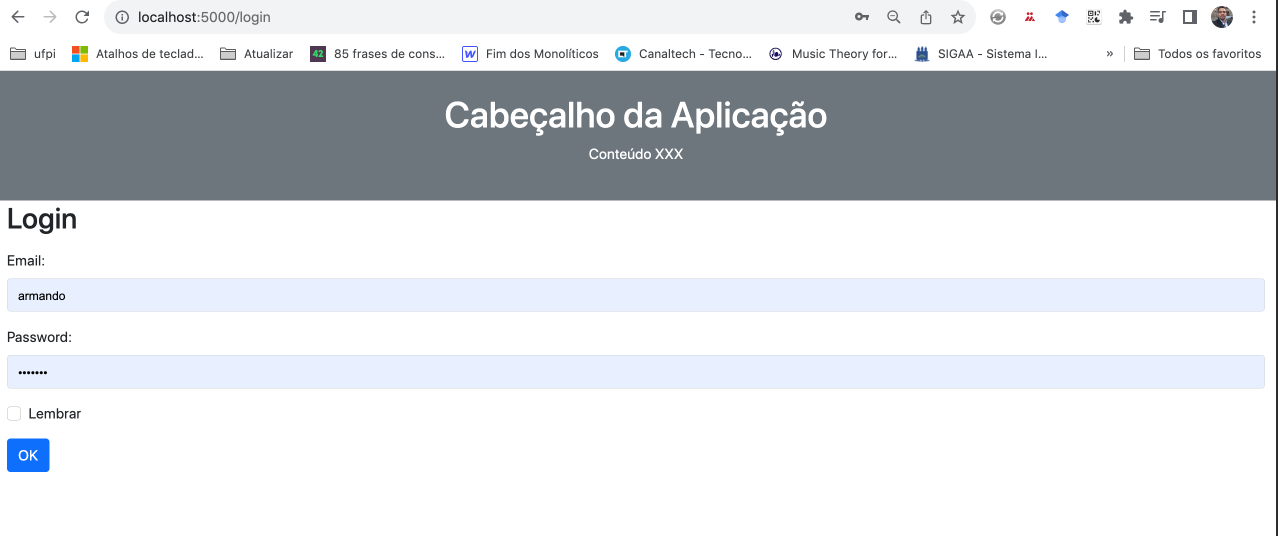 localhost:5000/login
ufpi Atalhos de teclad... Atualizar 42 85 frases de cons... W Fim dos Monolíticos Canaltech - Tecno... Music Theory for... SIGAA - Sistema I... » Todos os favoritos
Cabeçalho da Aplicação
Conteúdo XXX
Login
Email:
armando
Password:
•••••••
Lembrar
OK